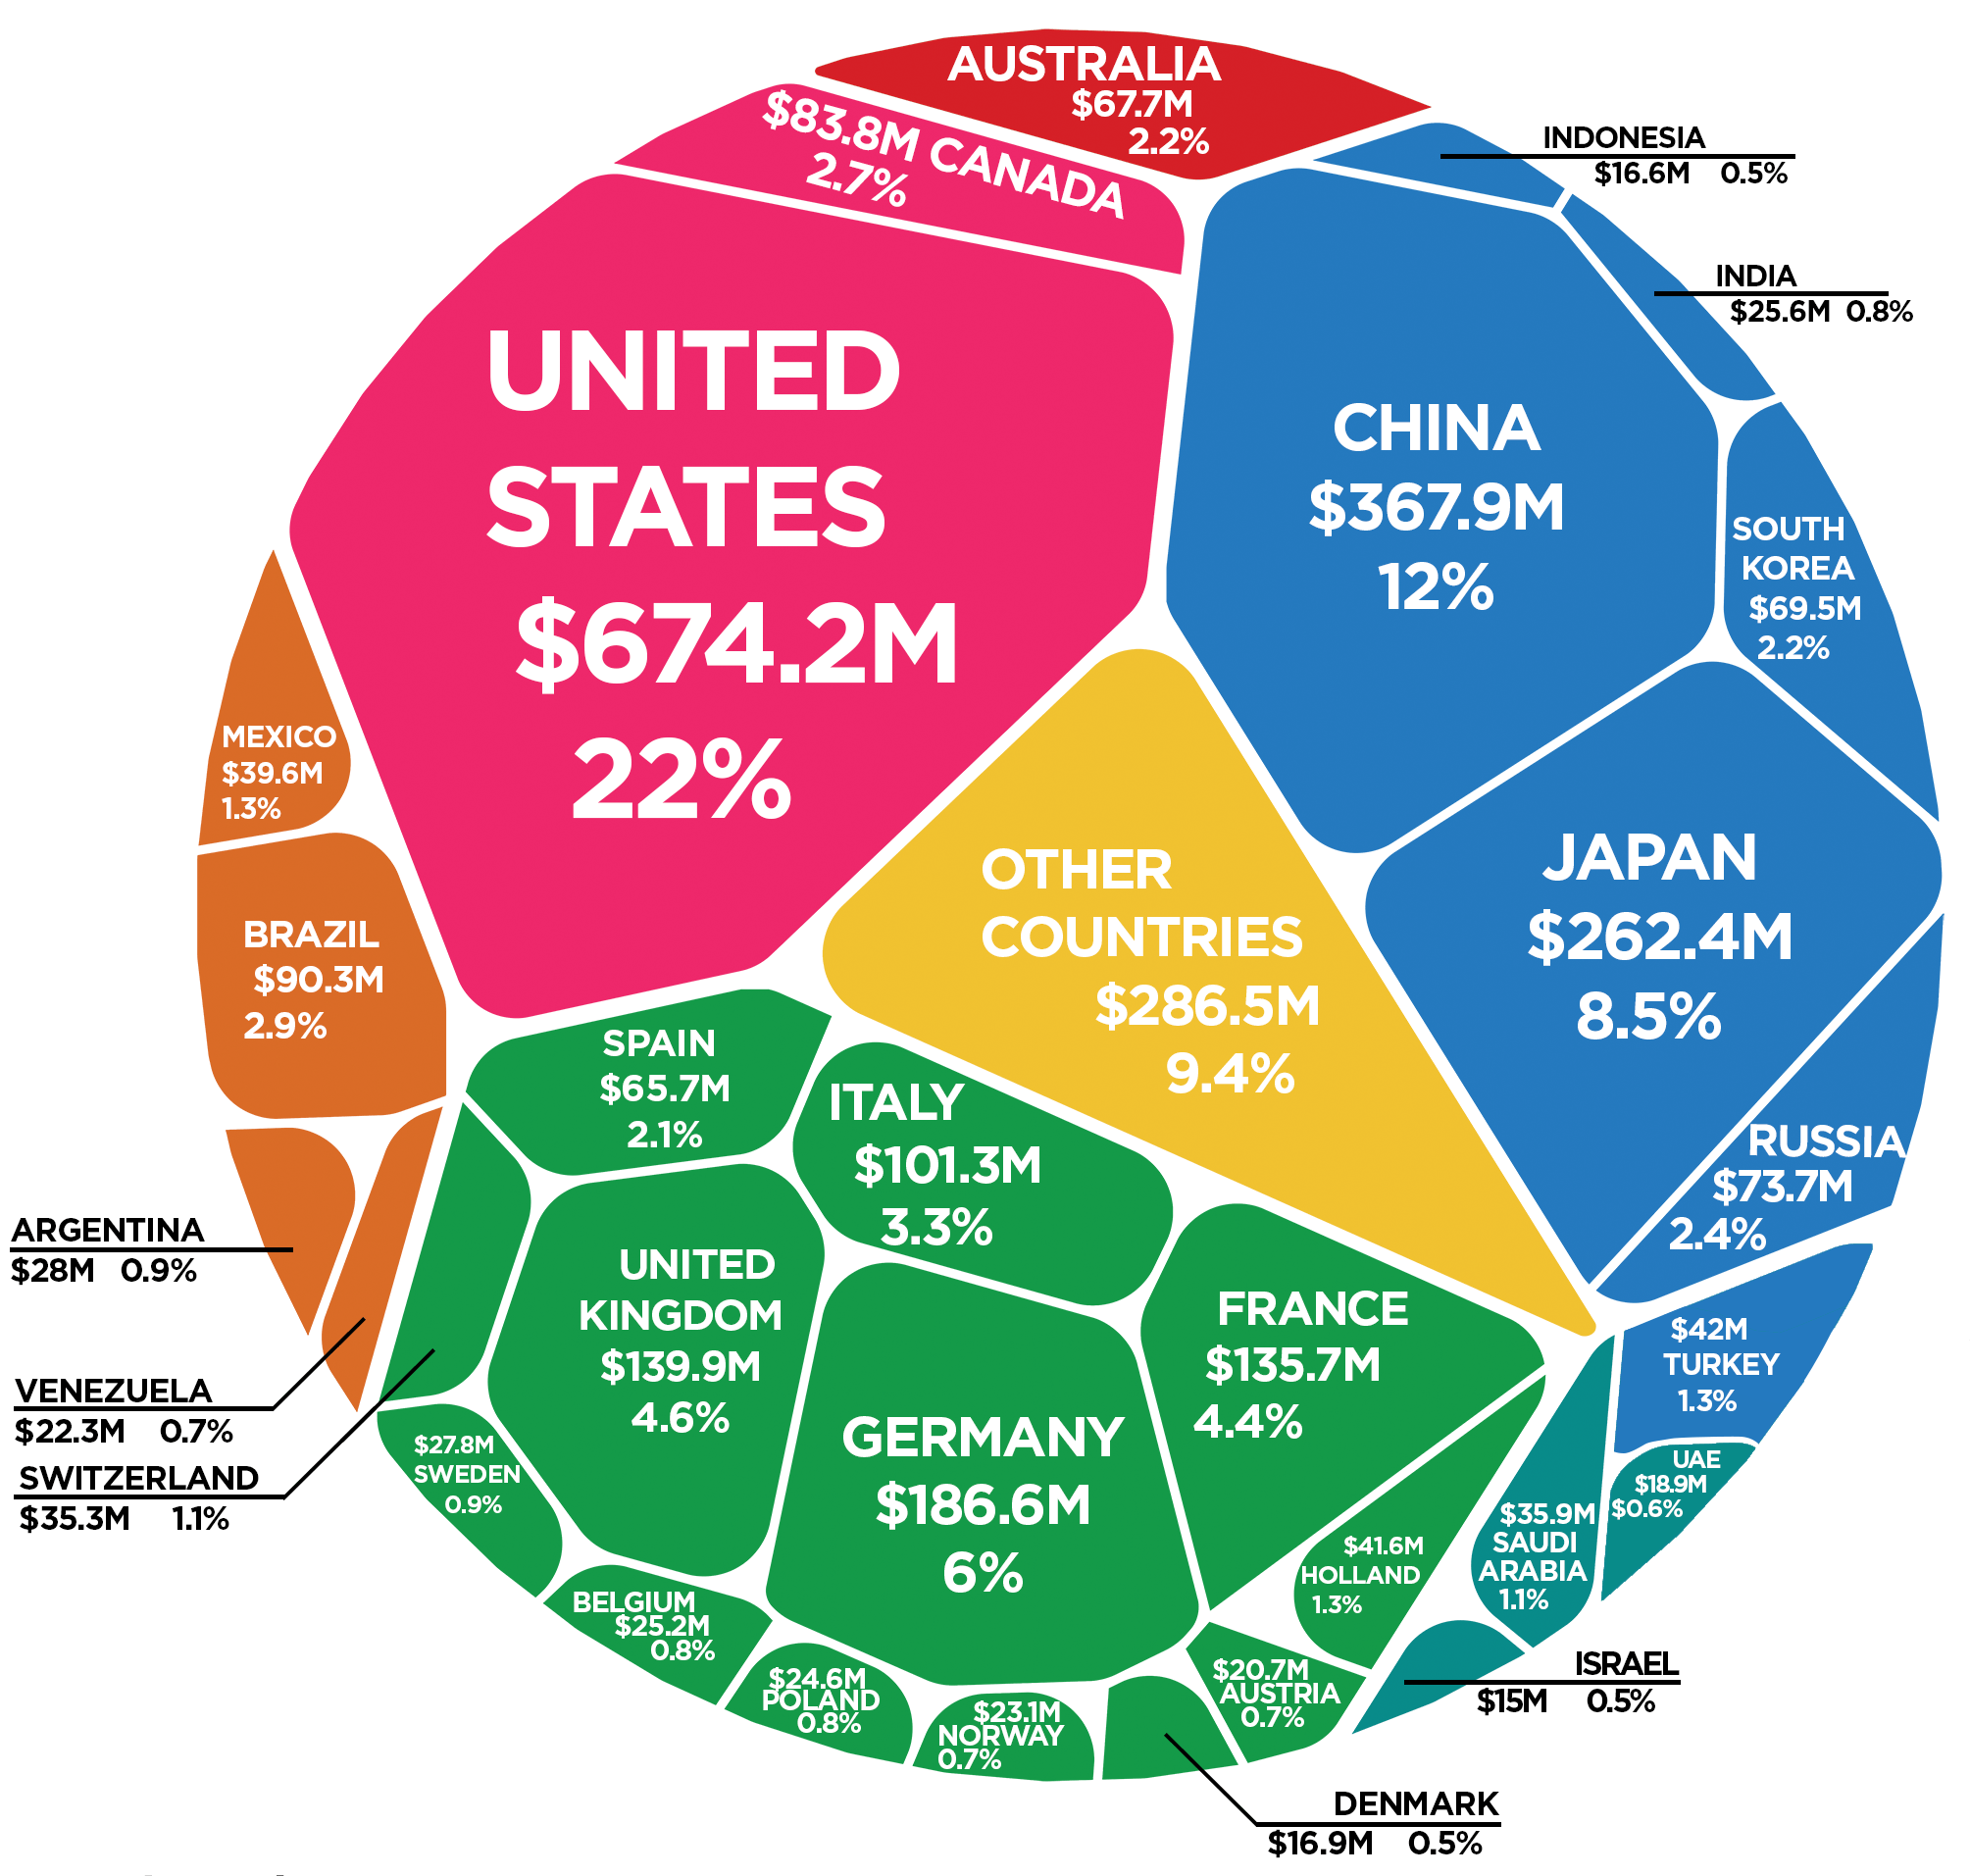 AUSTRALIA
$67.7M
2.2%
$83.8M CANADA
2.7%
INDONESIA
$16.6M 0.5%
INDIA
$25.6M 0.8%
UNITED
STATES
$674.2M
22%
CHINA
$367.9M
12%
SOUTH
KOREA
$69.5M
2.2%
MEXICO
$39.6M
1.3%
OTHER
COUNTRIES
$286.5M
9.4%
JAPAN
$262.4M
8.5%
BRAZIL
$90.3M
2.9%
SPAIN
$65.7M
2.1%
ITALY
$101.3M
3.3%
RUSSIA
$73.7M
2.4%
ARGENTINA
$28M 0.9%
UNITED
KINGDOM
$139.9M
4.6%
FRANCE
$135.7M
4.4%
$42M
TURKEY
1.3%
VENEZUELA
$22.3M 0.7%
SWITZERLAND
$35.3M 1.1%
$27.8M
SWEDEN
0.9%
GERMANY
$186.6M
6%
UAE
$18.9M
$0.6%
$35.9M
SAUDI
ARABIA
1.1%
$41.6M
HOLLAND
1.3%
BELGIUM
$25.2M
0.8%
$24.6M
POLAND
0.8%
$23.1M
NORWAY
0.7%
$20.7M
AUSTRIA
0.7%
ISRAEL
$15M 0.5%
DENMARK
$16.9M 0.5%